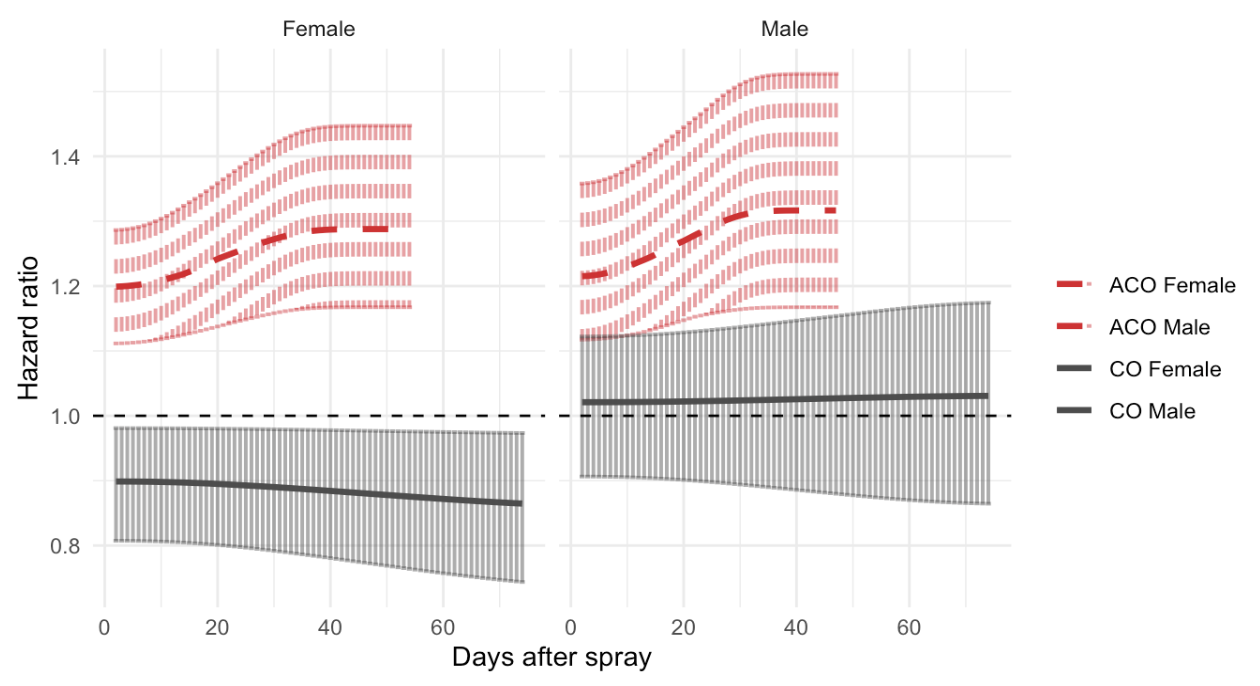 Female
Male
Hazard ratio
1.4
1.2
1.0
0.8
0 20 40 60
0 20 40 60
Days after spray
ACO Female
ACO Male
CO Female
CO Male